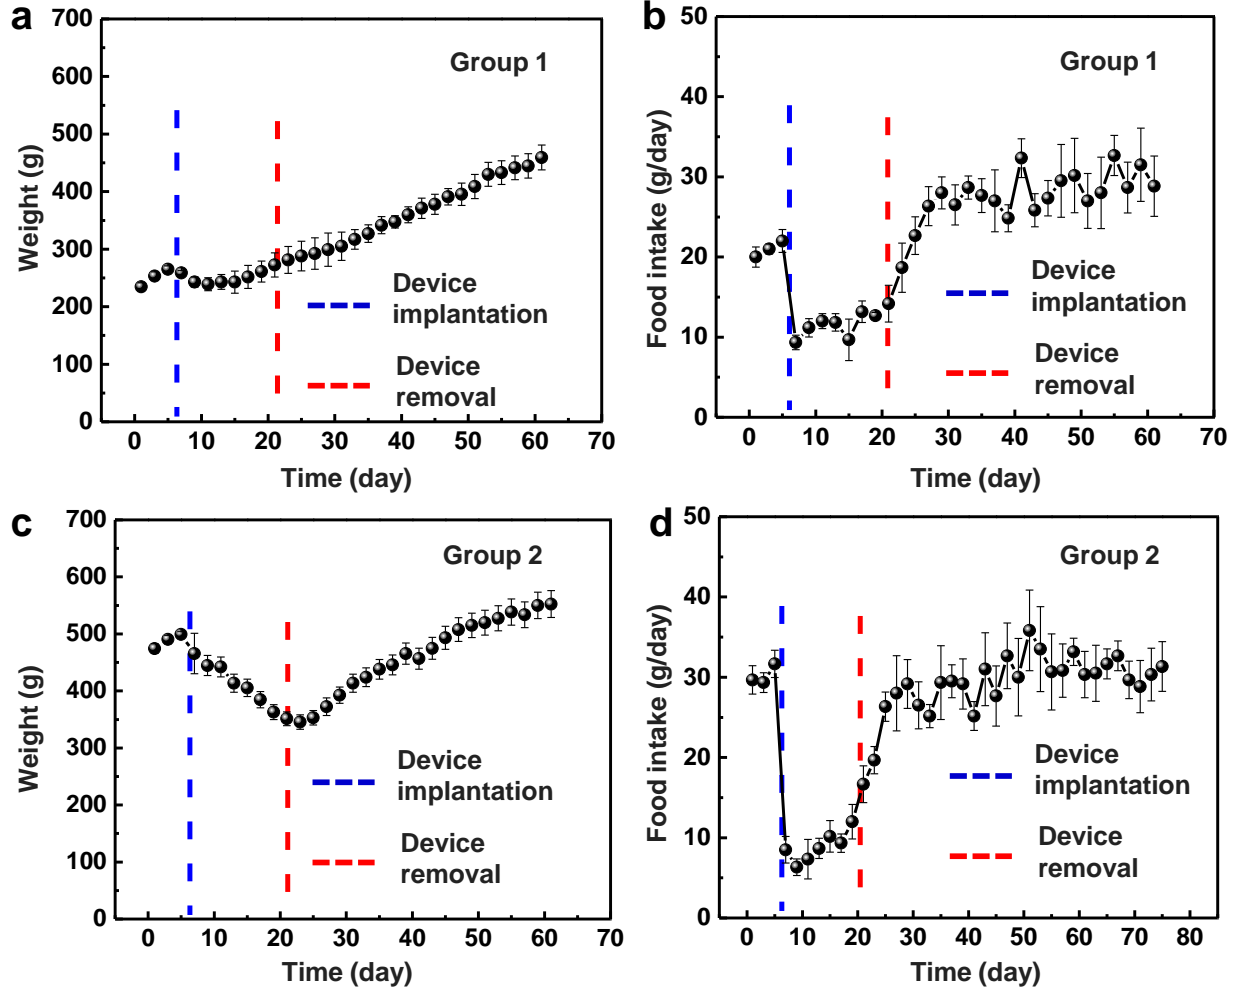 a
700
600
500
400
300
200
100
0
Weight (g)
Group 1
Device
implantation
Device
removal
0 10 20 30 40 50 60 70
Time (day)
b
50
40
30
20
10
0
Food intake (g/day)
Group 1
Device
implantation
Device
removal
0 10 20 30 40 50 60 70
Time (day)
c
700
600
500
400
300
200
100
0
Weight (g)
Group 2
Device
implantation
Device
removal
0 10 20 30 40 50 60 70
Time (day)
d
50
40
30
20
10
0
Food intake (g/day)
Group 2
Device
implantation
Device
removal
0 10 20 30 40 50 60 70 80
Time (day)